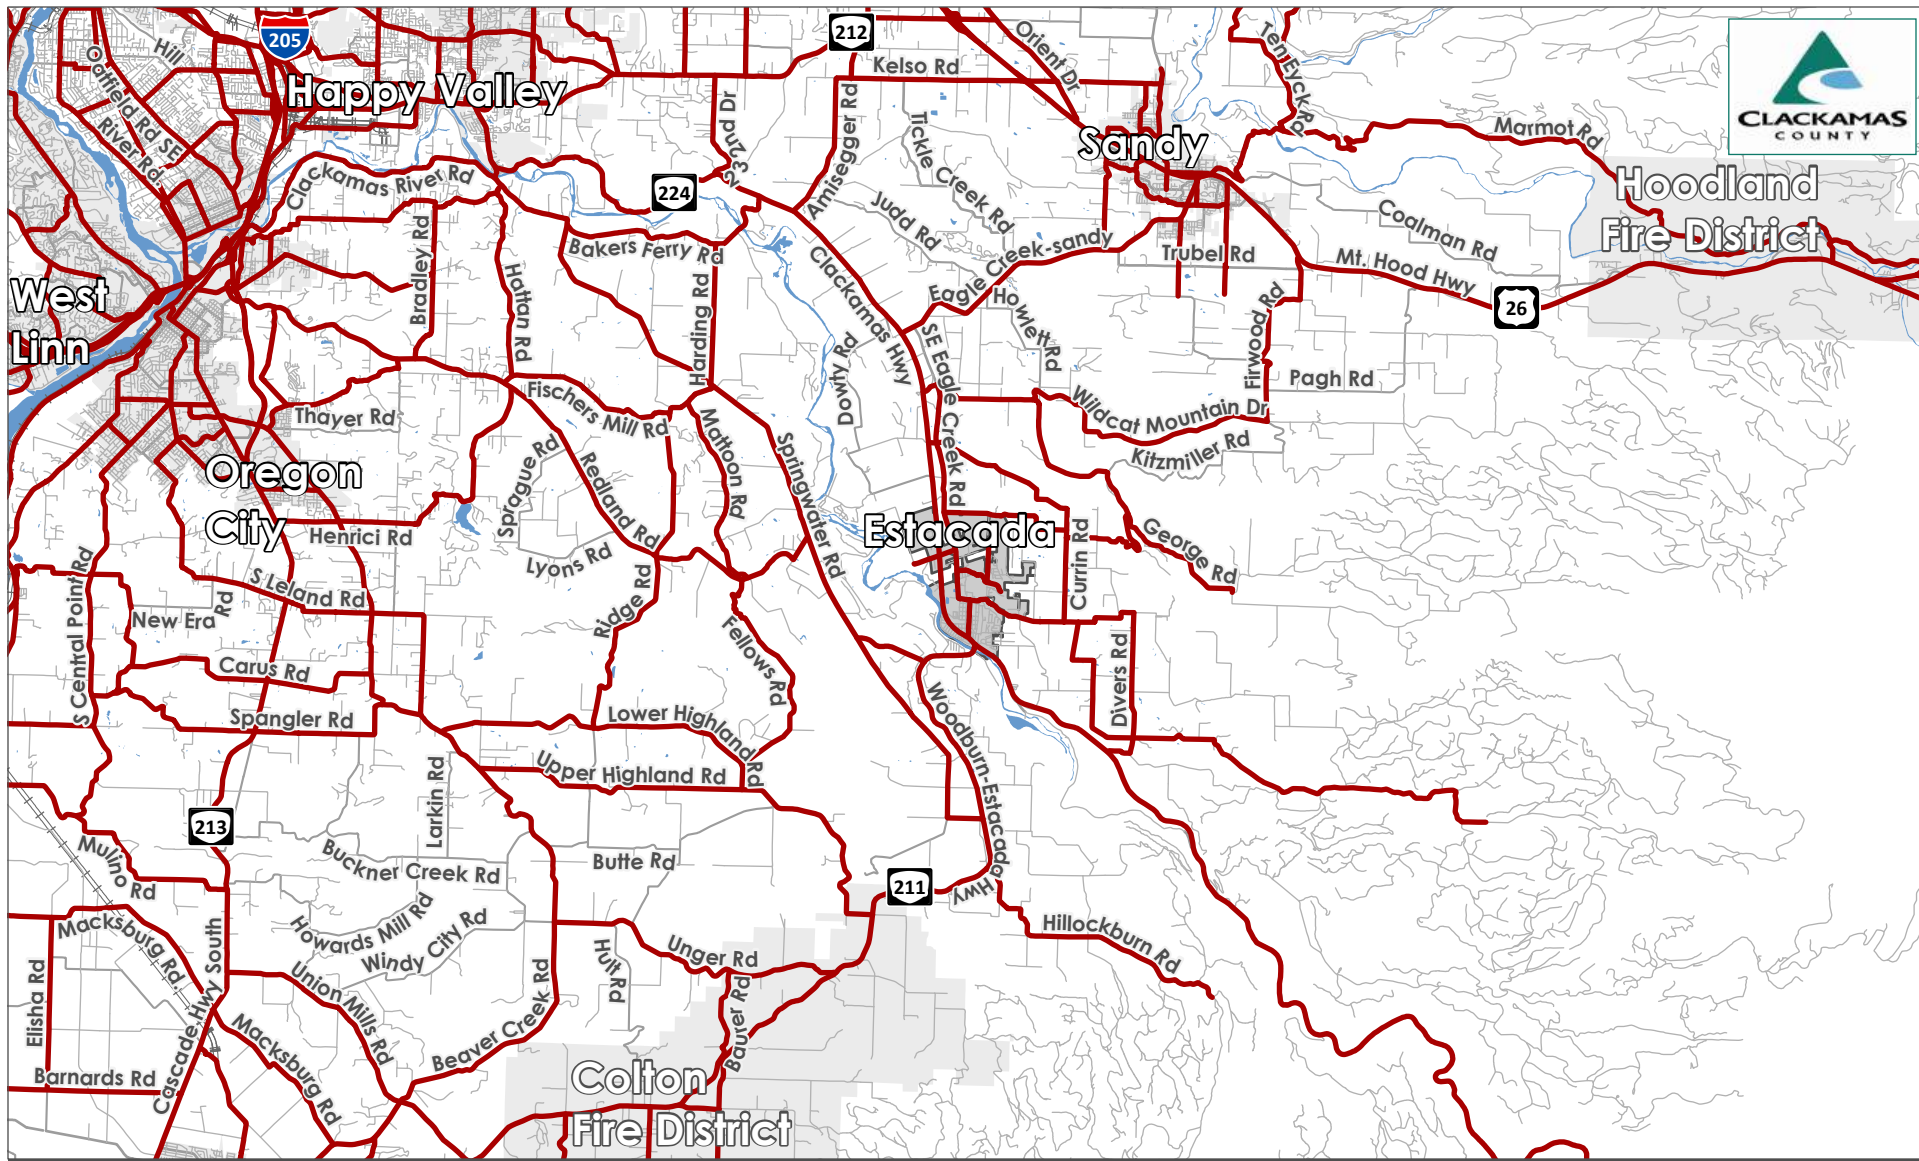 205
212
Hill
Oatfield Rd SE
River Rd.
Happy Valley
Kelso Rd
Orient Dr
Ten Eyck Rd
CLACKAMAS
COUNTY
232nd Dr
Amisegger Rd
Tickle Creek Rd
Sandy
Marmot Rd
Clackamas River Rd
224
Judd Rd
Hoodland
Fire District
Coalman Rd
Bradley Rd
Bakers Ferry Rd
Eagle Creek-sandy
Trubel Rd
Mt. Hood Hwy
26
West
Linn
Hattan Rd
Harding Rd
Clackamas Hwy
Howlett Rd
Firwood Rd
Dowty Rd
SE Eagle Creek Rd
Pagh Rd
Thayer Rd
Fischers Mill Rd
Mattoon Rd
Wildcat Mountain Dr
Kitzmiller Rd
Oregon
City
Sprague Rd
Redland Rd
Springwater Rd
Estacada
Henrici Rd
Lyons Rd
Currin Rd
George Rd
S Central Point Rd
S Leland Rd
New Era Rd
Ridge Rd
Fellows Rd
Carus Rd
Divers Rd
Spangler Rd
Lower Highland Rd
Woodburn-Estacada Hwy
Upper Highland Rd
Larkin Rd
213
Mulino Rd
Buckner Creek Rd
Butte Rd
211
Macksburg Rd.
Howards Mill Rd
Windy City Rd
Hillockburn Rd
Hult Rd
Unger Rd
Elisha Rd
Cascade Hwy South
Union Mills Rd
Beaver Creek Rd
Baurer Rd
Macksburg Rd
Barnards Rd
Colton
Fire District